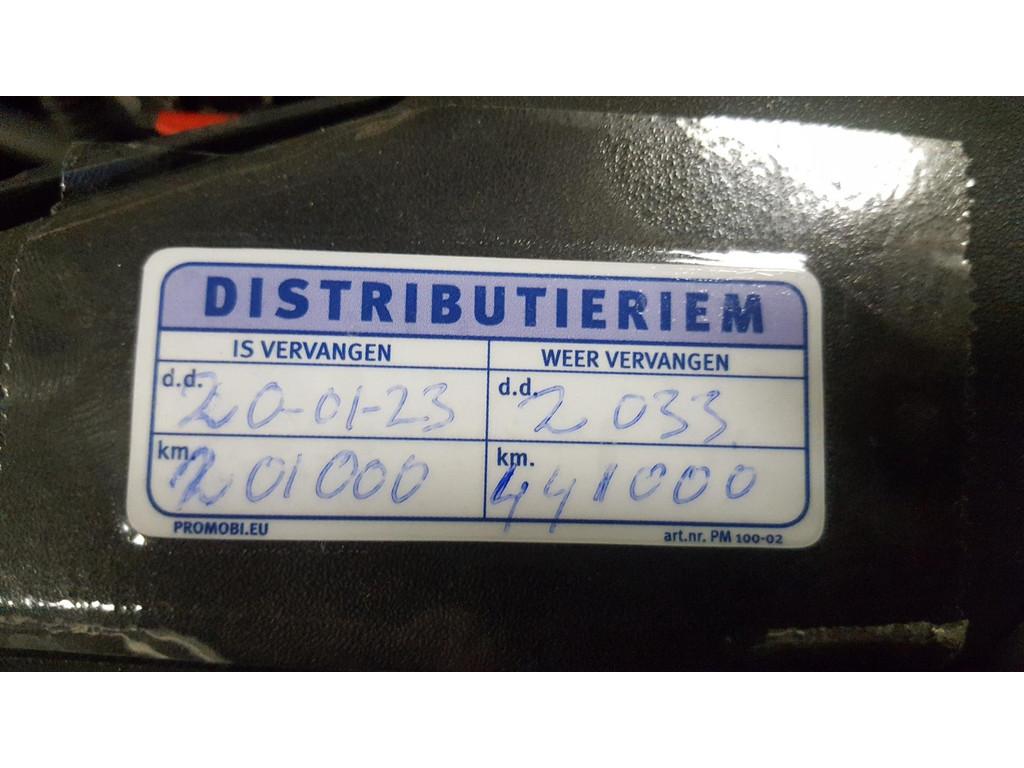 DISTRIBUTIERIEM
IS VERVANGEN WEER VERVANGEN
d.d. 20-01-23 d.d. 2033
km. 201000 km. 441000
PROMOBI.EU art.nr. PM 100-02